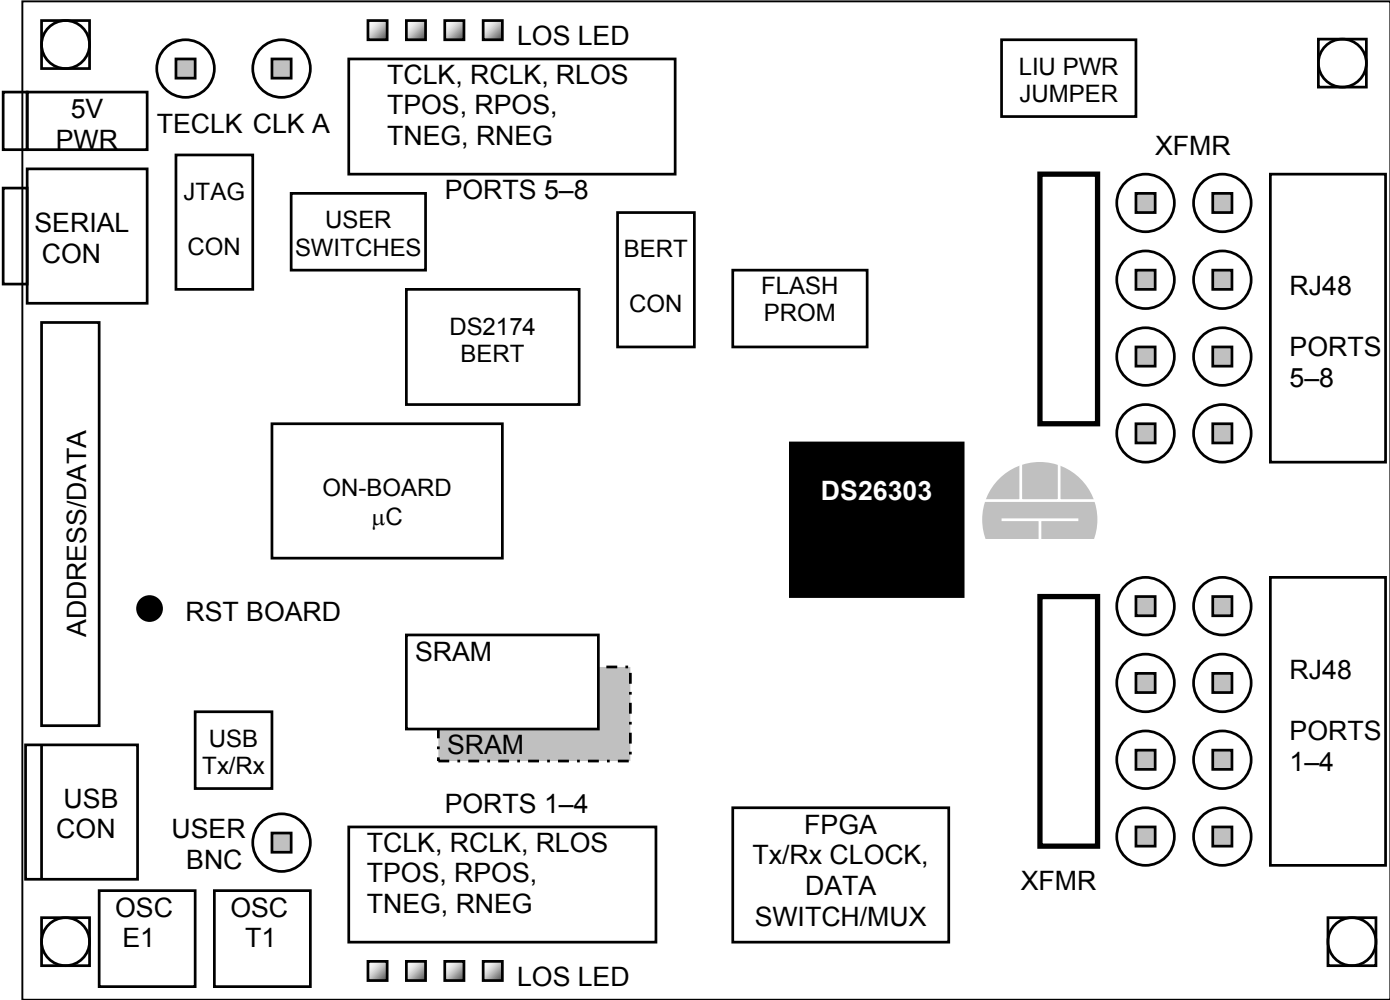 LOS LED
TCLK, RCLK, RLOS
TPOS, RPOS,
TNEG, RNEG
PORTS 5–8
LIU PWR
JUMPER
5V
PWR
TECLK
CLK A
XFMR
SERIAL
CON
JTAG
CON
USER
SWITCHES
BERT
CON
FLASH
PROM
RJ48
PORTS
5–8
DS2174
BERT
ADDRESS/DATA
ON-BOARD
μC
DS26303
RST BOARD
SRAM
SRAM
RJ48
PORTS
1–4
USB
Tx/Rx
USB
CON
USER
BNC
PORTS 1–4
TCLK, RCLK, RLOS
TPOS, RPOS,
TNEG, RNEG
FPGA
Tx/Rx CLOCK,
DATA
SWITCH/MUX
XFMR
OSC
E1
OSC
T1
LOS LED